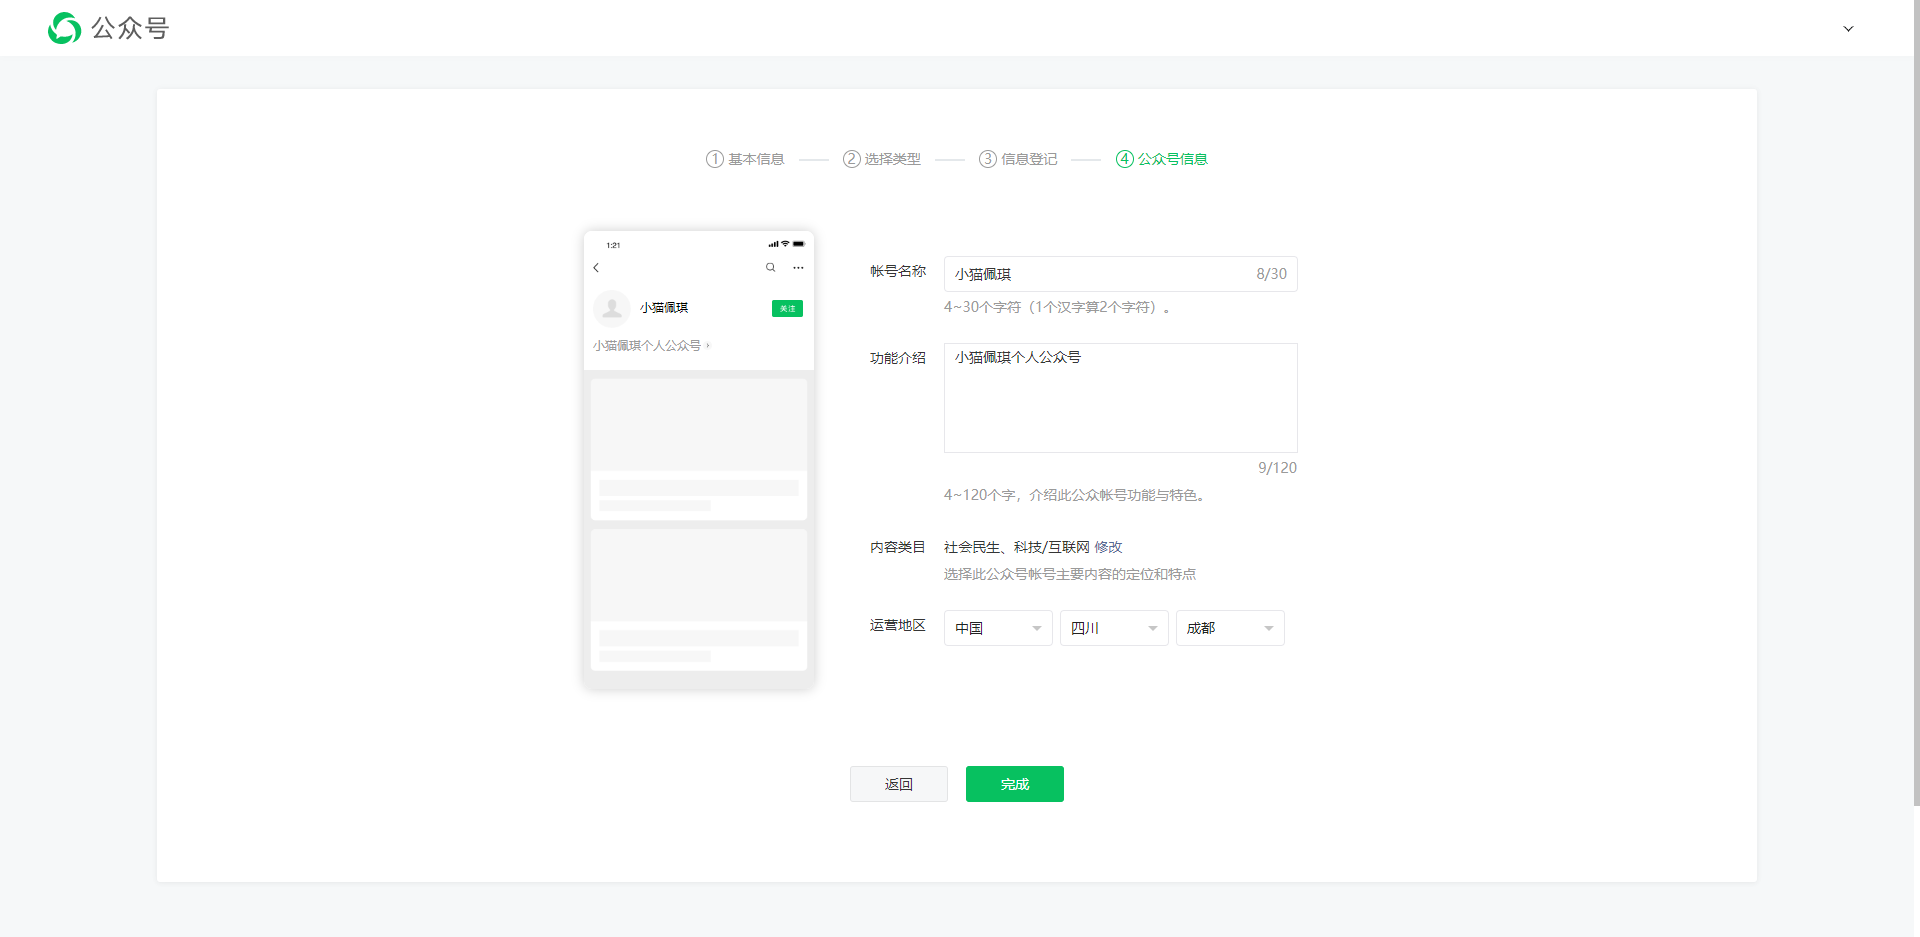 公众号
① 基本信息 ② 选择类型 ③ 信息登记 ④ 公众号信息
1:21
小猫佩琪
关注
小猫佩琪个人公众号 ›
帐号名称
小猫佩琪
8/30
4~30个字符（1个汉字算2个字符）。
功能介绍
小猫佩琪个人公众号
9/120
4~120个字，介绍此公众帐号功能与特色。
内容类目
社会民生、科技/互联网 修改
选择此公众号帐号主要内容的定位和特点
运营地区
中国 四川 成都
返回 完成